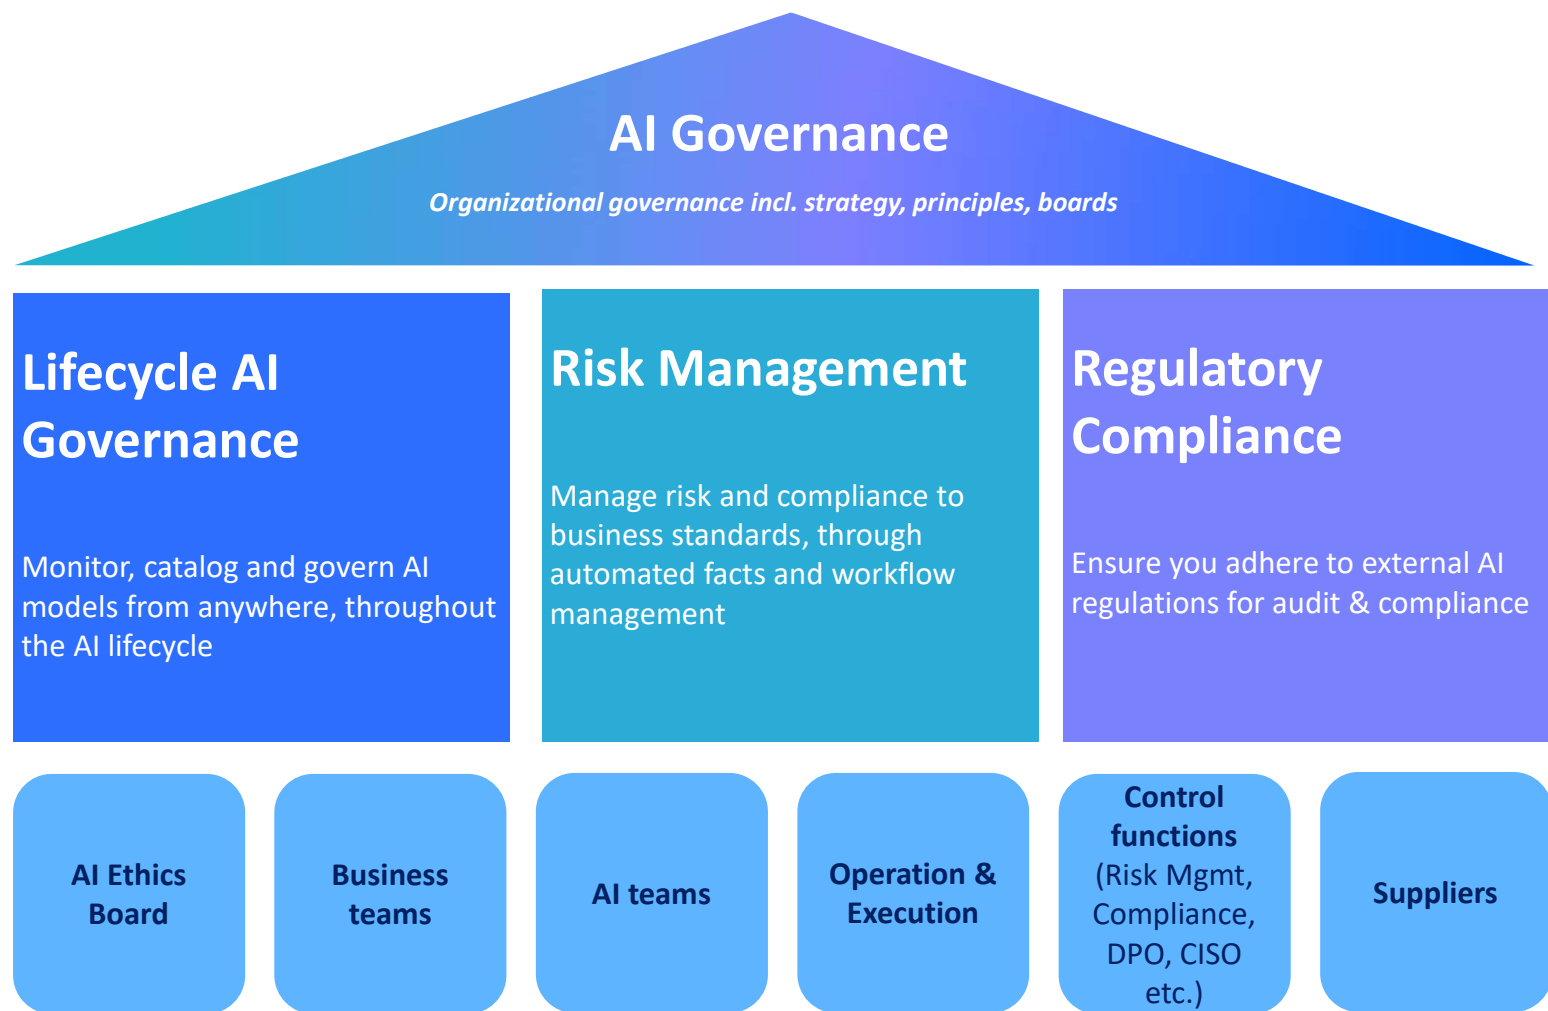 AI Governance
Organizational governance incl. strategy, principles, boards
Lifecycle AI
Governance
Monitor, catalog and govern AI
models from anywhere, throughout
the AI lifecycle
Risk Management
Manage risk and compliance to
business standards, through
automated facts and workflow
management
Regulatory
Compliance
Ensure you adhere to external AI
regulations for audit & compliance
AI Ethics
Board
Business
teams
AI teams
Operation &
Execution
Control
functions
(Risk Mgmt,
Compliance,
DPO, CISO
etc.)
Suppliers